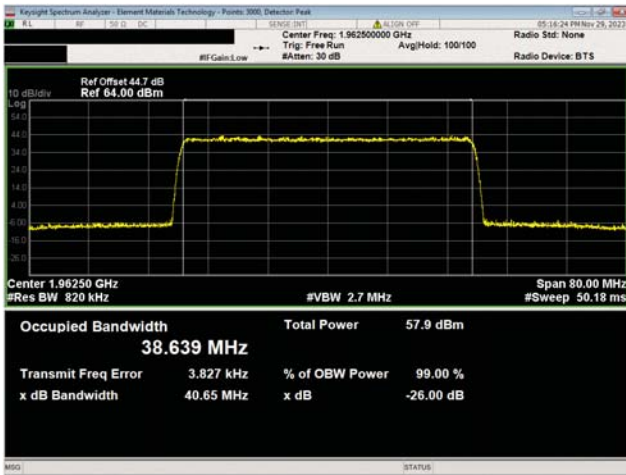 Keysight Spectrum Analyzer - Element Materials Technology - Points: 3000, Detector: Peak
RL RF 50 Ω DC SENSE:INT ALIGN OFF 05:16:24 PM Nov 29, 2023
Center Freq: 1.962500000 GHz Radio Std: None
Trig: Free Run Avg|Hold: 100/100
#IFGain:Low #Atten: 30 dB Radio Device: BTS
Ref Offset 44.7 dB
10 dB/div Ref 64.00 dBm
Log
54.0
44.0
34.0
24.0
14.0
4.00
-6.00
-16.0
-26.0
Center 1.96250 GHz Span 80.00 MHz
#Res BW 820 kHz #VBW 2.7 MHz #Sweep 50.18 ms
Occupied Bandwidth Total Power 57.9 dBm
38.639 MHz
Transmit Freq Error 3.827 kHz % of OBW Power 99.00 %
x dB Bandwidth 40.65 MHz x dB -26.00 dB
MSG STATUS